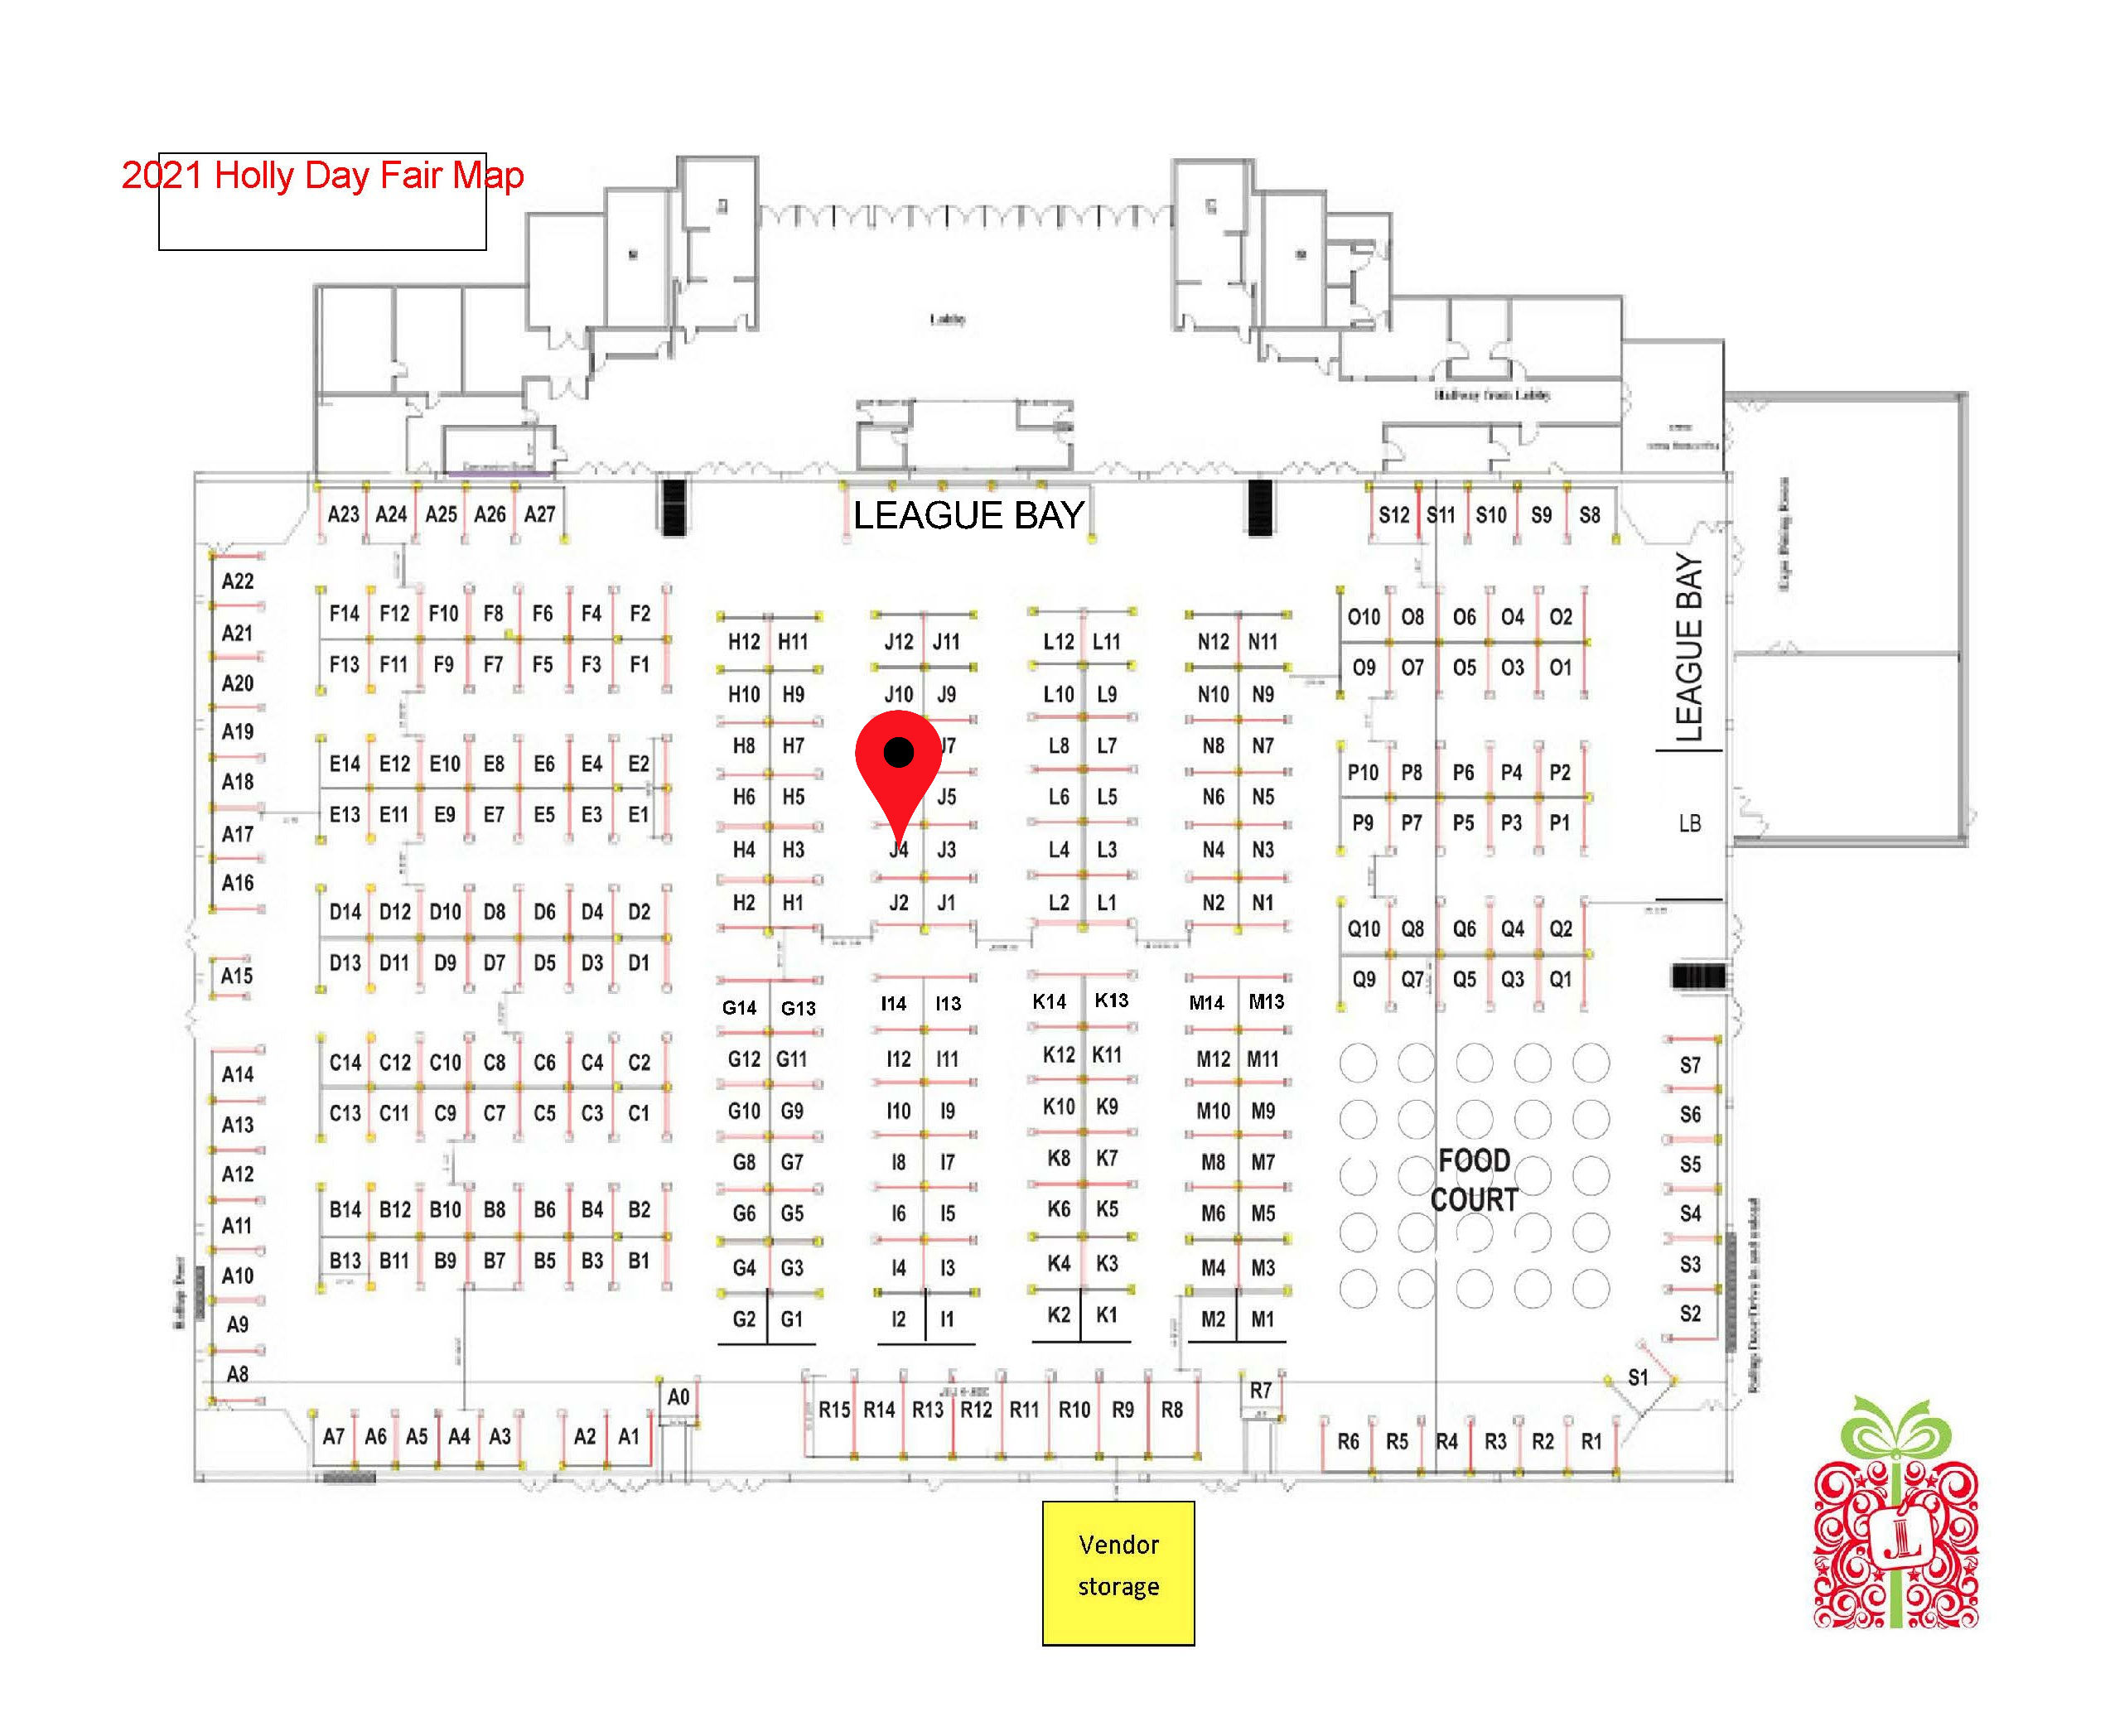 2021 Holly Day Fair Map
Lobby
Hallway from Lobby
LEAGUE BAY
A23 A24 A25 A26 A27
S12 S11 S10 S9 S8
A22
A21
A20
A19
A18
A17
A16
A15
A14
A13
A12
A11
A10
A9
A8
F14 F12 F10 F8 F6 F4 F2
F13 F11 F9 F7 F5 F3 F1
E14 E12 E10 E8 E6 E4 E2
E13 E11 E9 E7 E5 E3 E1
D14 D12 D10 D8 D6 D4 D2
D13 D11 D9 D7 D5 D3 D1
C14 C12 C10 C8 C6 C4 C2
C13 C11 C9 C7 C5 C3 C1
B14 B12 B10 B8 B6 B4 B2
B13 B11 B9 B7 B5 B3 B1
H12 H11
H10 H9
H8 H7
H6 H5
H4 H3
H2 H1
G14 G13
G12 G11
G10 G9
G8 G7
G6 G5
G4 G3
G2 G1
J12 J11
J10 J9
J7
J5
J4 J3
J2 J1
I14 I13
I12 I11
I10 I9
I8 I7
I6 I5
I4 I3
I2 I1
L12 L11
L10 L9
L8 L7
L6 L5
L4 L3
L2 L1
K14 K13
K12 K11
K10 K9
K8 K7
K6 K5
K4 K3
K2 K1
N12 N11
N10 N9
N8 N7
N6 N5
N4 N3
N2 N1
M14 M13
M12 M11
M10 M9
M8 M7
M6 M5
M4 M3
M2 M1
O10 O8 O6 O4 O2
O9 O7 O5 O3 O1
P10 P8 P6 P4 P2
P9 P7 P5 P3 P1
Q10 Q8 Q6 Q4 Q2
Q9 Q7 Q5 Q3 Q1
LEAGUE BAY
LB
FOOD
COURT
S7
S6
S5
S4
S3
S2
S1
A7 A6 A5 A4 A3 A2 A1
A0
R15 R14 R13 R12 R11 R10 R9 R8
R7
R6 R5 R4 R3 R2 R1
Vendor
storage
JL